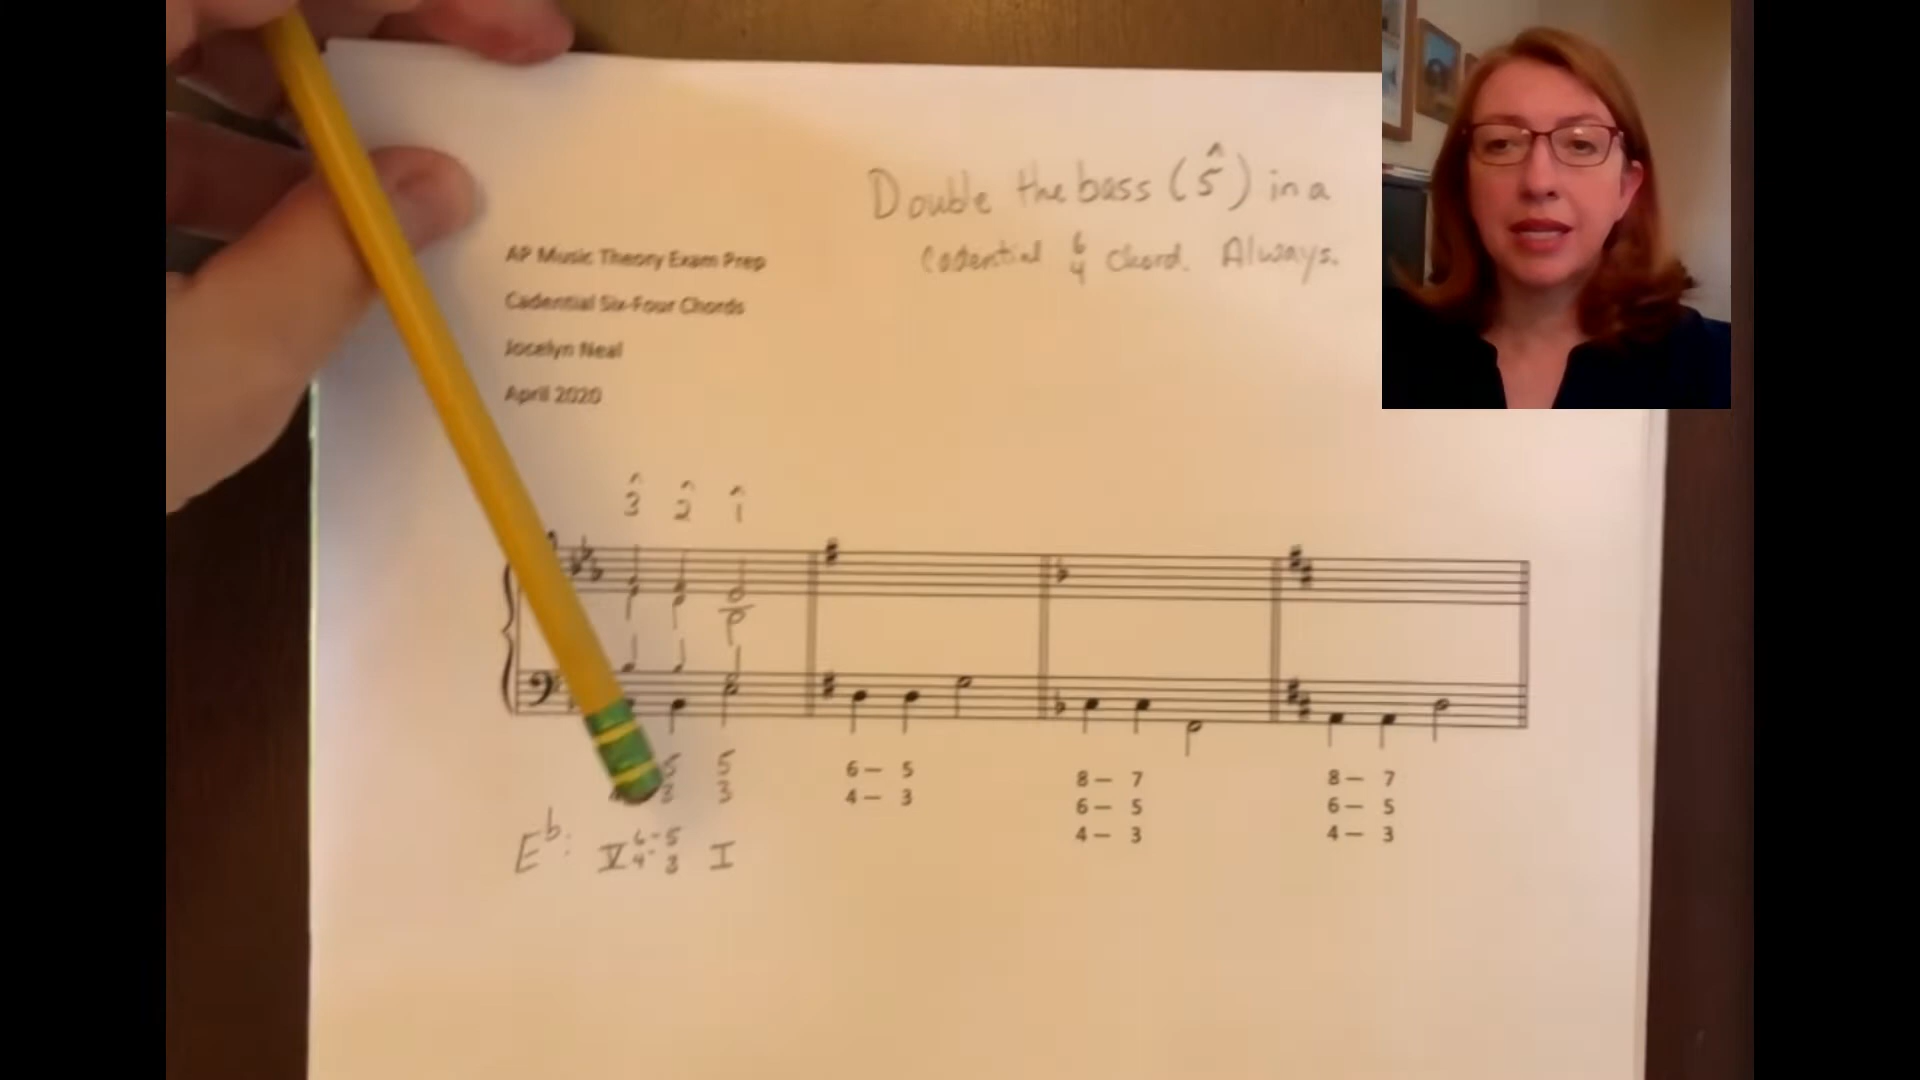 Double the bass (5̂) in a
Cadential 6/4 chord. Always.
AP Music Theory Exam Prep
Cadential Six-Four Chords
Jocelyn Neal
April 2020
3̂ 2̂ 1̂
5 5
3 3
6— 5
4— 3
8— 7
6— 5
4— 3
8— 7
6— 5
4— 3
E♭: V 6-5 I
4-3